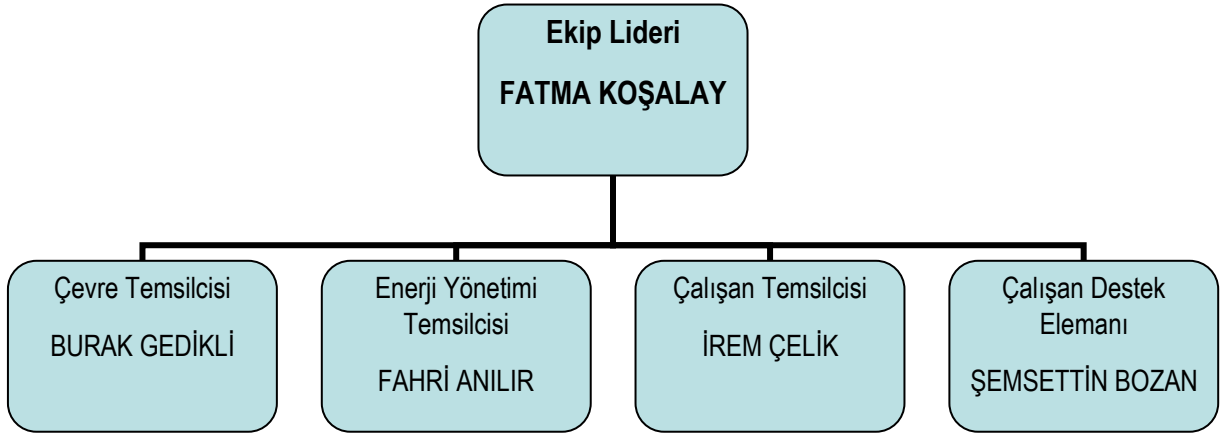 Ekip Lideri
FATMA KOŞALAY
Çevre Temsilcisi
BURAK GEDİKLİ
Enerji Yönetimi
Temsilcisi
FAHRİ ANILIR
Çalışan Temsilcisi
İREM ÇELİK
Çalışan Destek
Elemanı
ŞEMSETTİN BOZAN